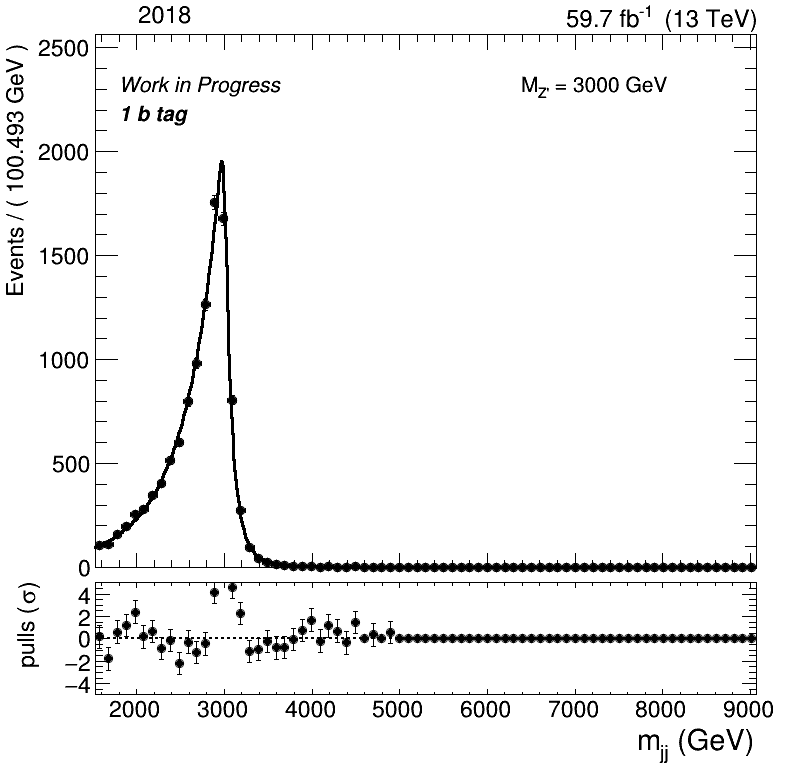 2018
59.7 fb⁻¹ (13 TeV)
Events / ( 100.493 GeV )
2500
2000
1500
1000
500
0
Work in Progress
1 b tag
M_Z' = 3000 GeV
pulls (σ)
4
2
0
−2
−4
2000 3000 4000 5000 6000 7000 8000 9000
m_jj (GeV)